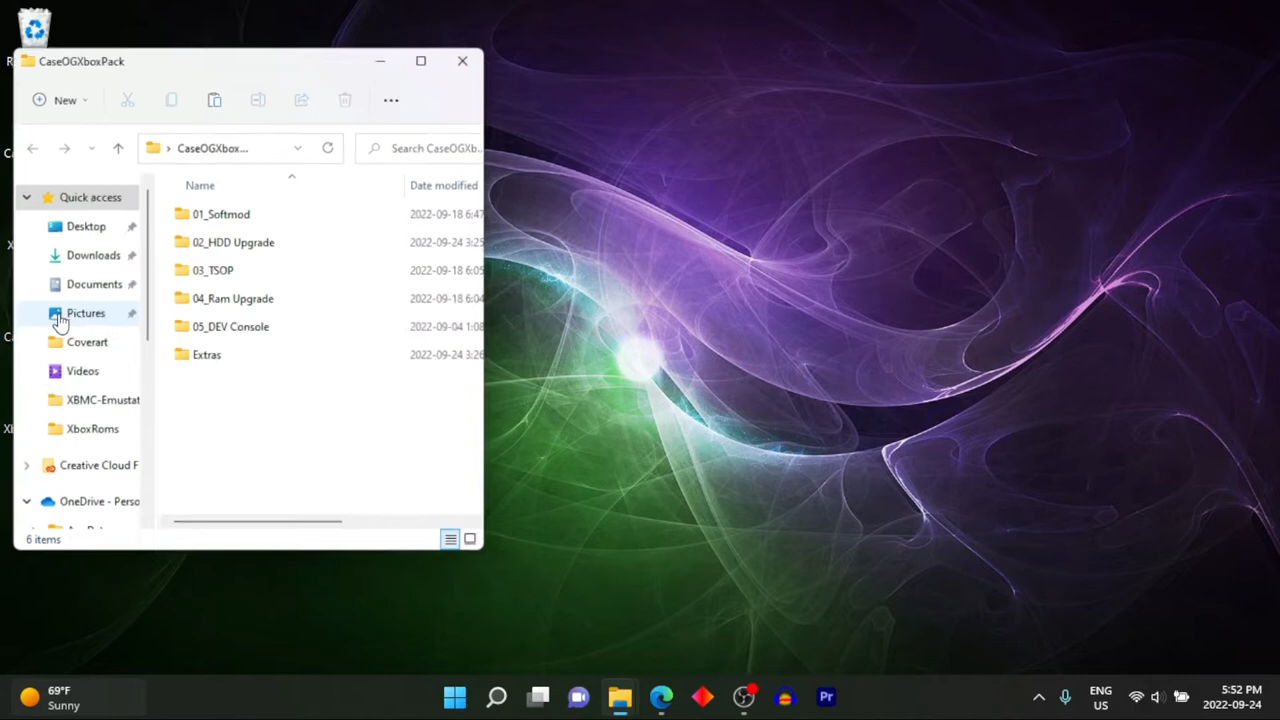 CaseOGXboxPack
New
CaseOGXbox...
Search CaseOGXb...
Name
Date modified
Quick access
Desktop
Downloads
Documents
Pictures
Coverart
Videos
XBMC-Emustat
XboxRoms
Creative Cloud F
OneDrive - Perso
01_Softmod 2022-09-18 6:47
02_HDD Upgrade 2022-09-24 3:25
03_TSOP 2022-09-18 6:05
04_Ram Upgrade 2022-09-18 6:04
05_DEV Console 2022-09-04 1:08
Extras 2022-09-24 3:26
6 items
69°F
Sunny
Pr
ENG
US
5:52 PM
2022-09-24